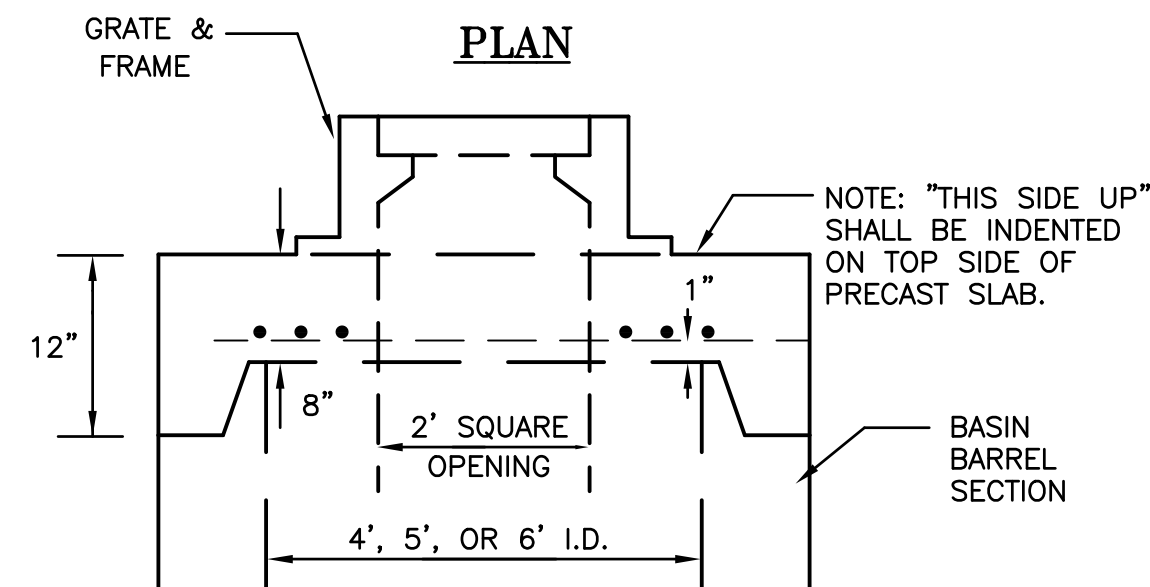 PLAN
GRATE &
FRAME
NOTE: "THIS SIDE UP"
SHALL BE INDENTED
ON TOP SIDE OF
PRECAST SLAB.
1"
12"
8"
2' SQUARE
OPENING
BASIN
BARREL
SECTION
4', 5', OR 6' I.D.